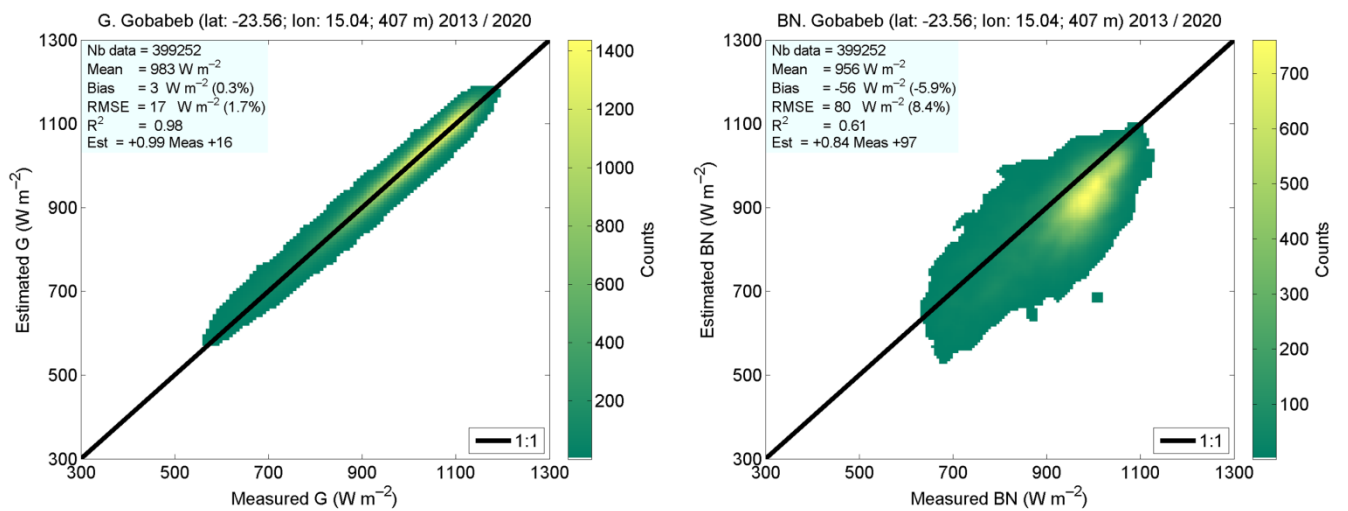 G. Gobabeb (lat: -23.56; lon: 15.04; 407 m) 2013 / 2020
Nb data = 399252
Mean = 983 W m−2
Bias = 3 W m−2 (0.3%)
RMSE = 17 W m−2 (1.7%)
R2 = 0.98
Est = +0.99 Meas +16
1300
1100
900
700
500
300
Estimated G (W m−2)
300 500 700 900 1100 1300
Measured G (W m−2)
1:1
1400
1200
1000
800
600
400
200
Counts
BN. Gobabeb (lat: -23.56; lon: 15.04; 407 m) 2013 / 2020
Nb data = 399252
Mean = 956 W m−2
Bias = -56 W m−2 (-5.9%)
RMSE = 80 W m−2 (8.4%)
R2 = 0.61
Est = +0.84 Meas +97
1300
1100
900
700
500
300
Estimated BN (W m−2)
300 500 700 900 1100 1300
Measured BN (W m−2)
1:1
700
600
500
400
300
200
100
Counts